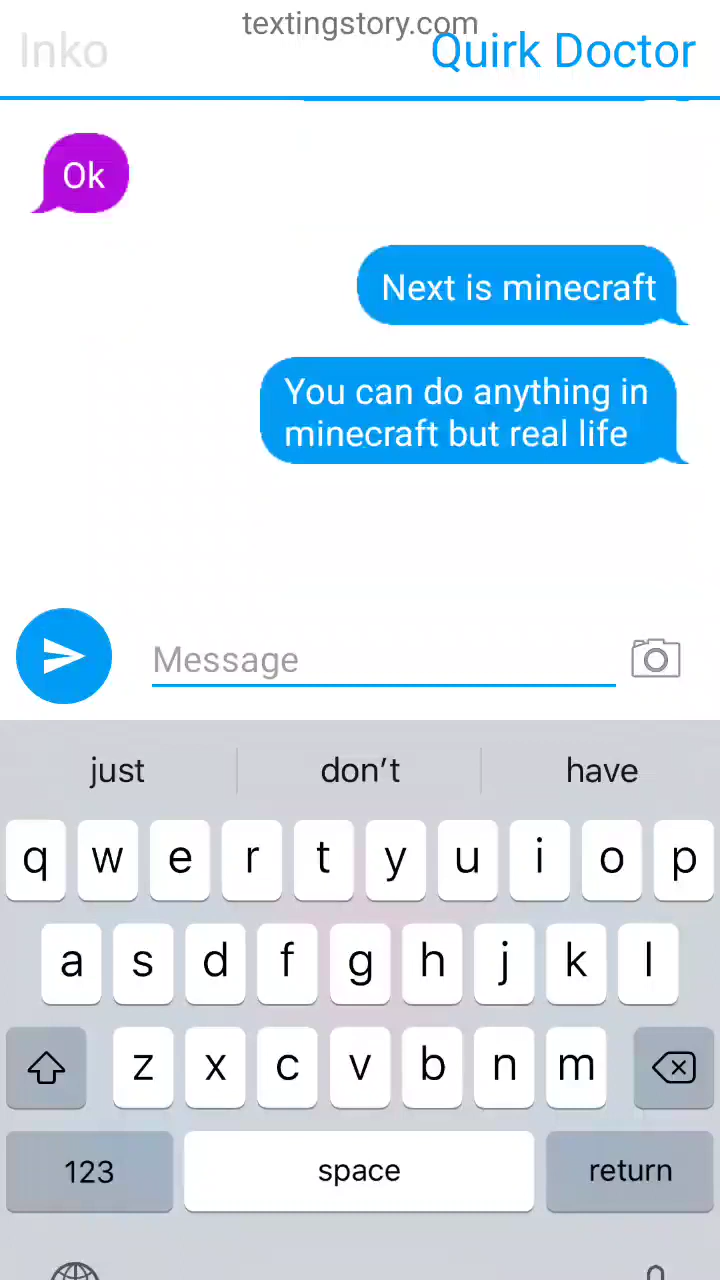 textingstory.com
Inko
Quirk Doctor
Ok
Next is minecraft
You can do anything in
minecraft but real life
Message
just don't have
q w e r t y u i o p
a s d f g h j k l
z x c v b n m
123 space return